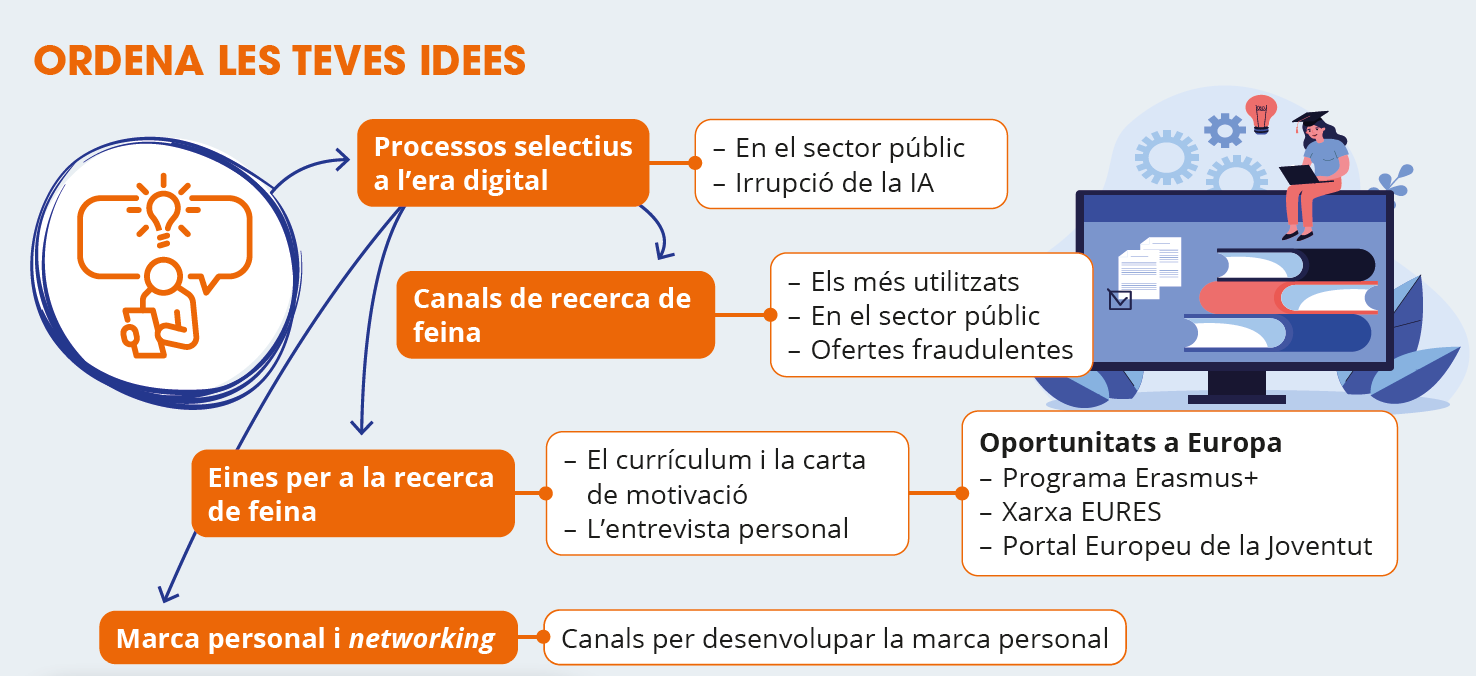 ORDENA LES TEVES IDEES
Processos selectius
a l’era digital
– En el sector públic
– Irrupció de la IA
Canals de recerca de
feina
– Els més utilitzats
– En el sector públic
– Ofertes fraudulentes
Eines per a la recerca
de feina
– El currículum i la carta
de motivació
– L’entrevista personal
Oportunitats a Europa
– Programa Erasmus+
– Xarxa EURES
– Portal Europeu de la Joventut
Marca personal i networking
Canals per desenvolupar la marca personal